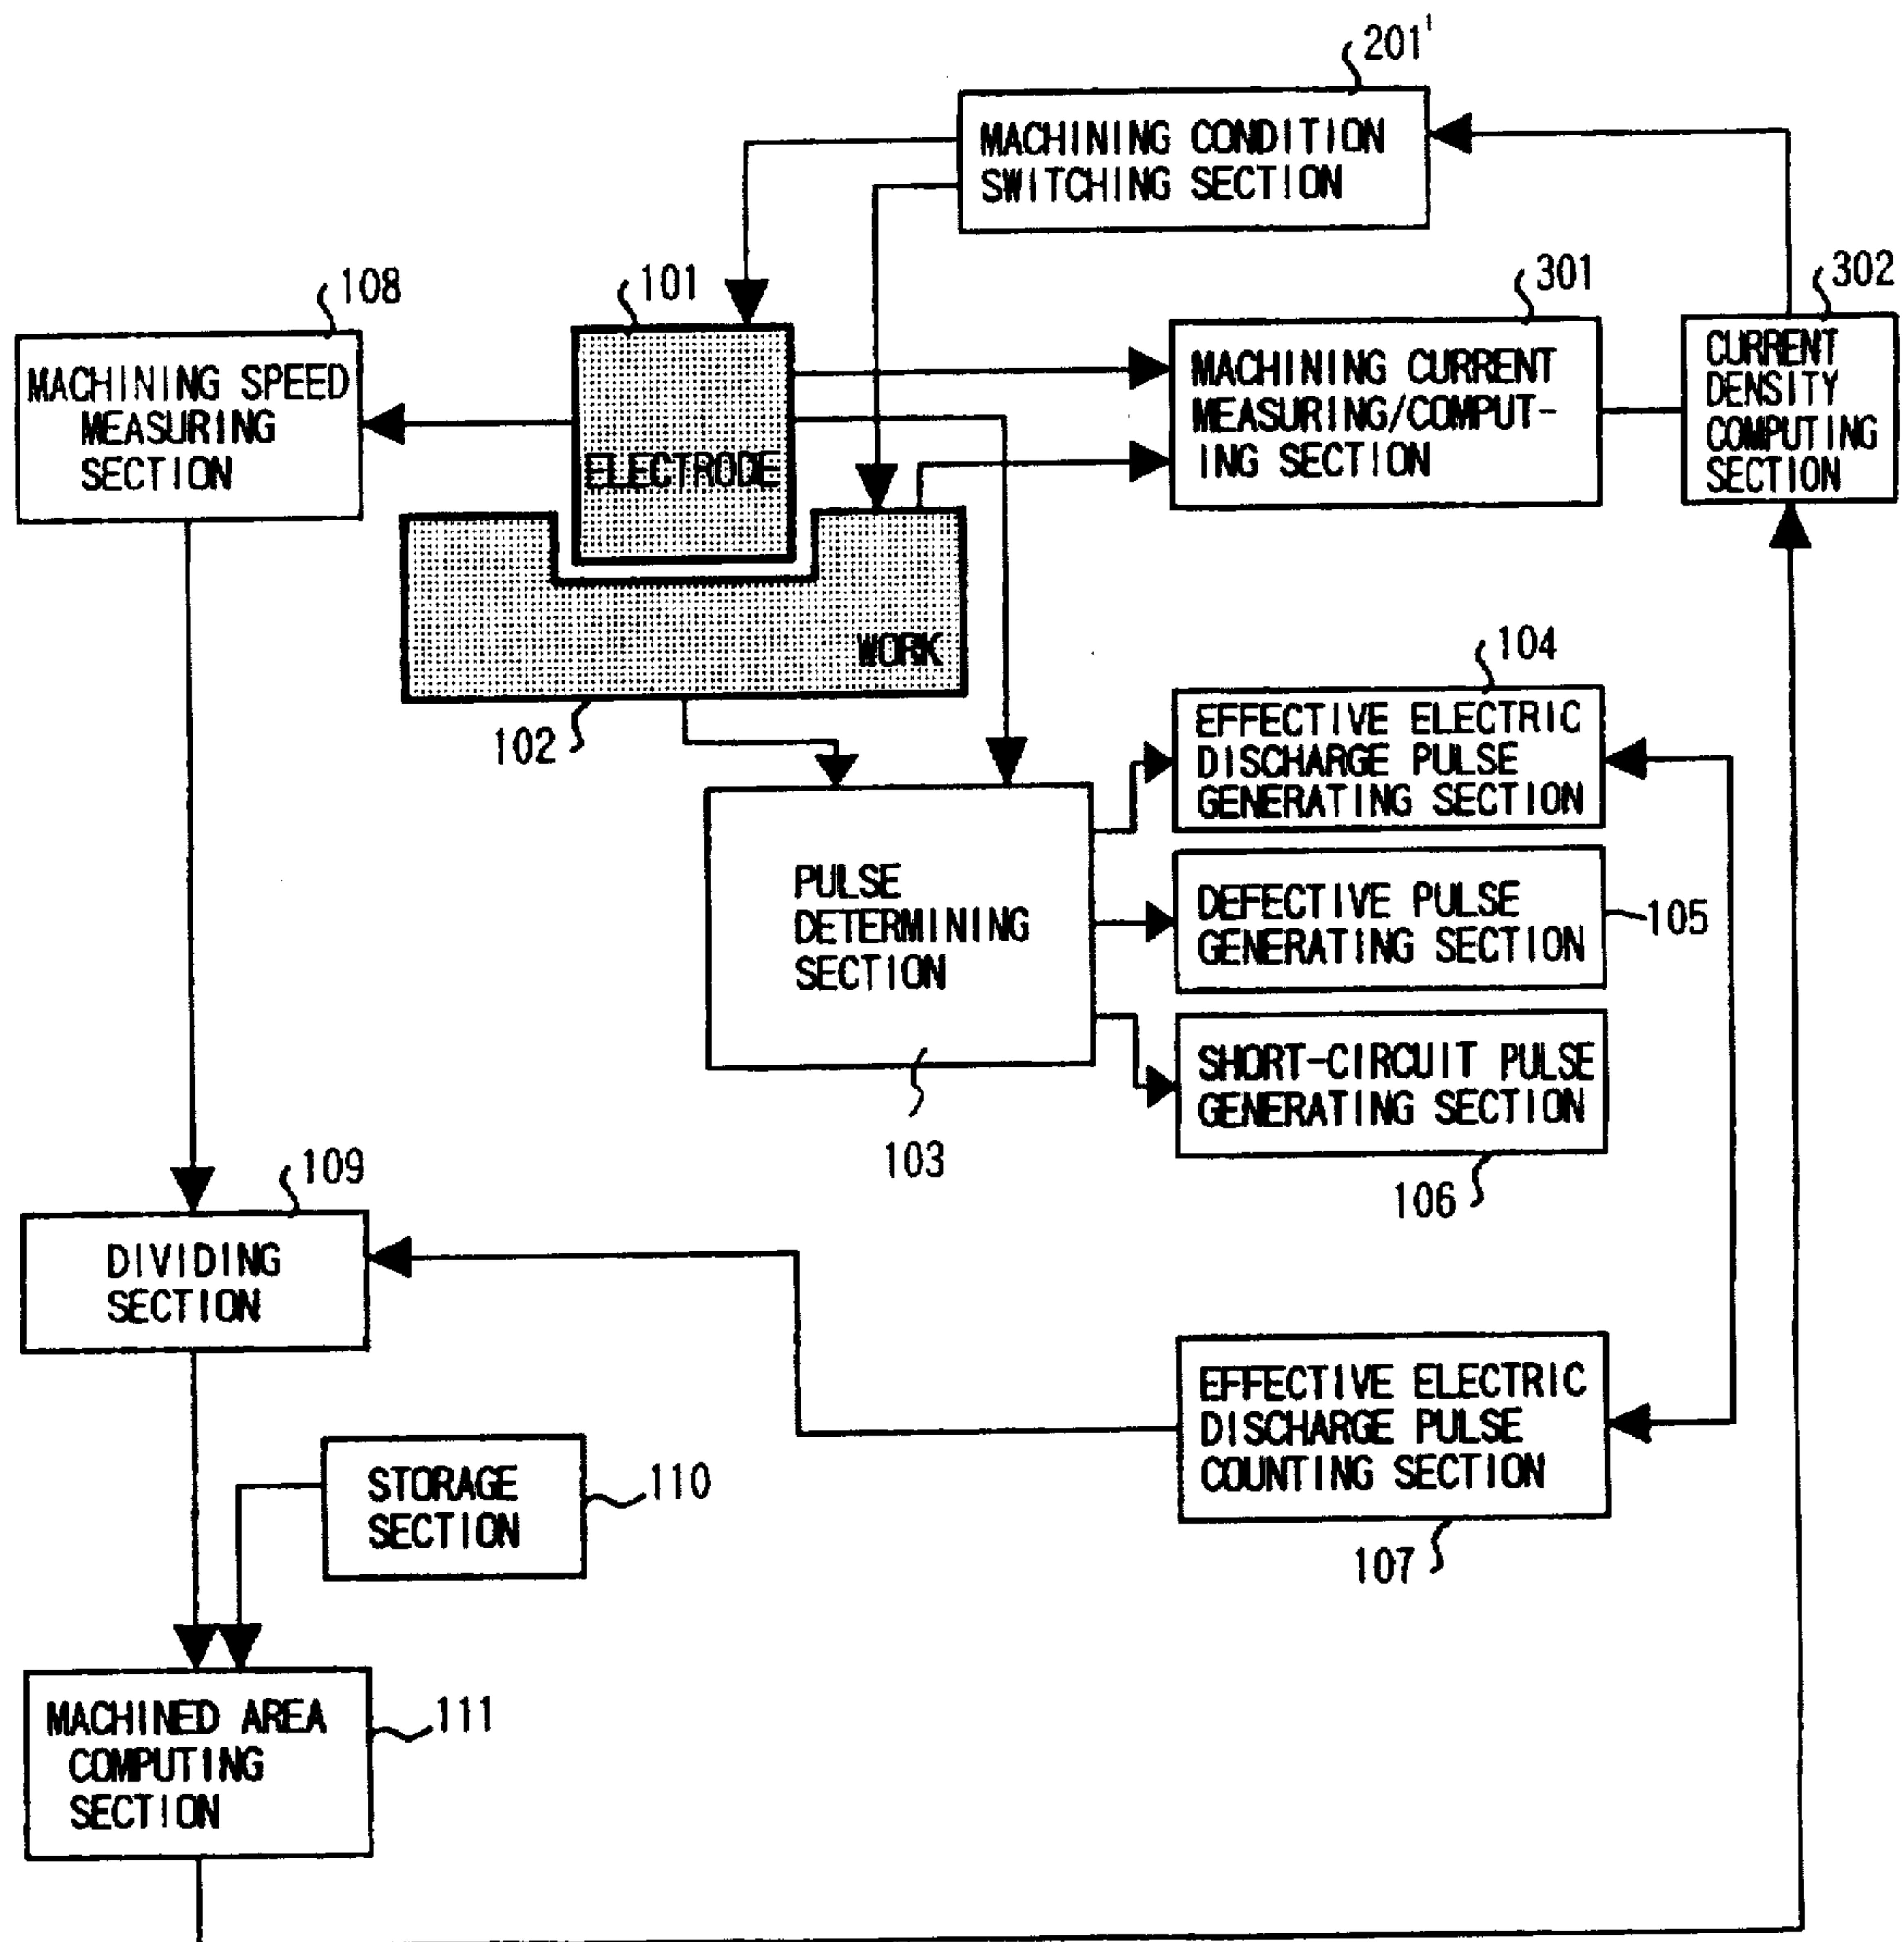 201'
MACHINING CONDITION
SWITCHING SECTION
108
101
301
302
MACHINING SPEED
MEASURING
SECTION
ELECTRODE
MACHINING CURRENT
MEASURING/COMPUT-
ING SECTION
CURRENT
DENSITY
COMPUTING
SECTION
WORK
102
104
EFFECTIVE ELECTRIC
DISCHARGE PULSE
GENERATING SECTION
PULSE
DETERMINING
SECTION
103
DEFECTIVE PULSE
GENERATING SECTION
105
SHORT-CIRCUIT PULSE
GENERATING SECTION
106
109
DIVIDING
SECTION
EFFECTIVE ELECTRIC
DISCHARGE PULSE
COUNTING SECTION
107
STORAGE
SECTION
110
MACHINED AREA
COMPUTING
SECTION
111